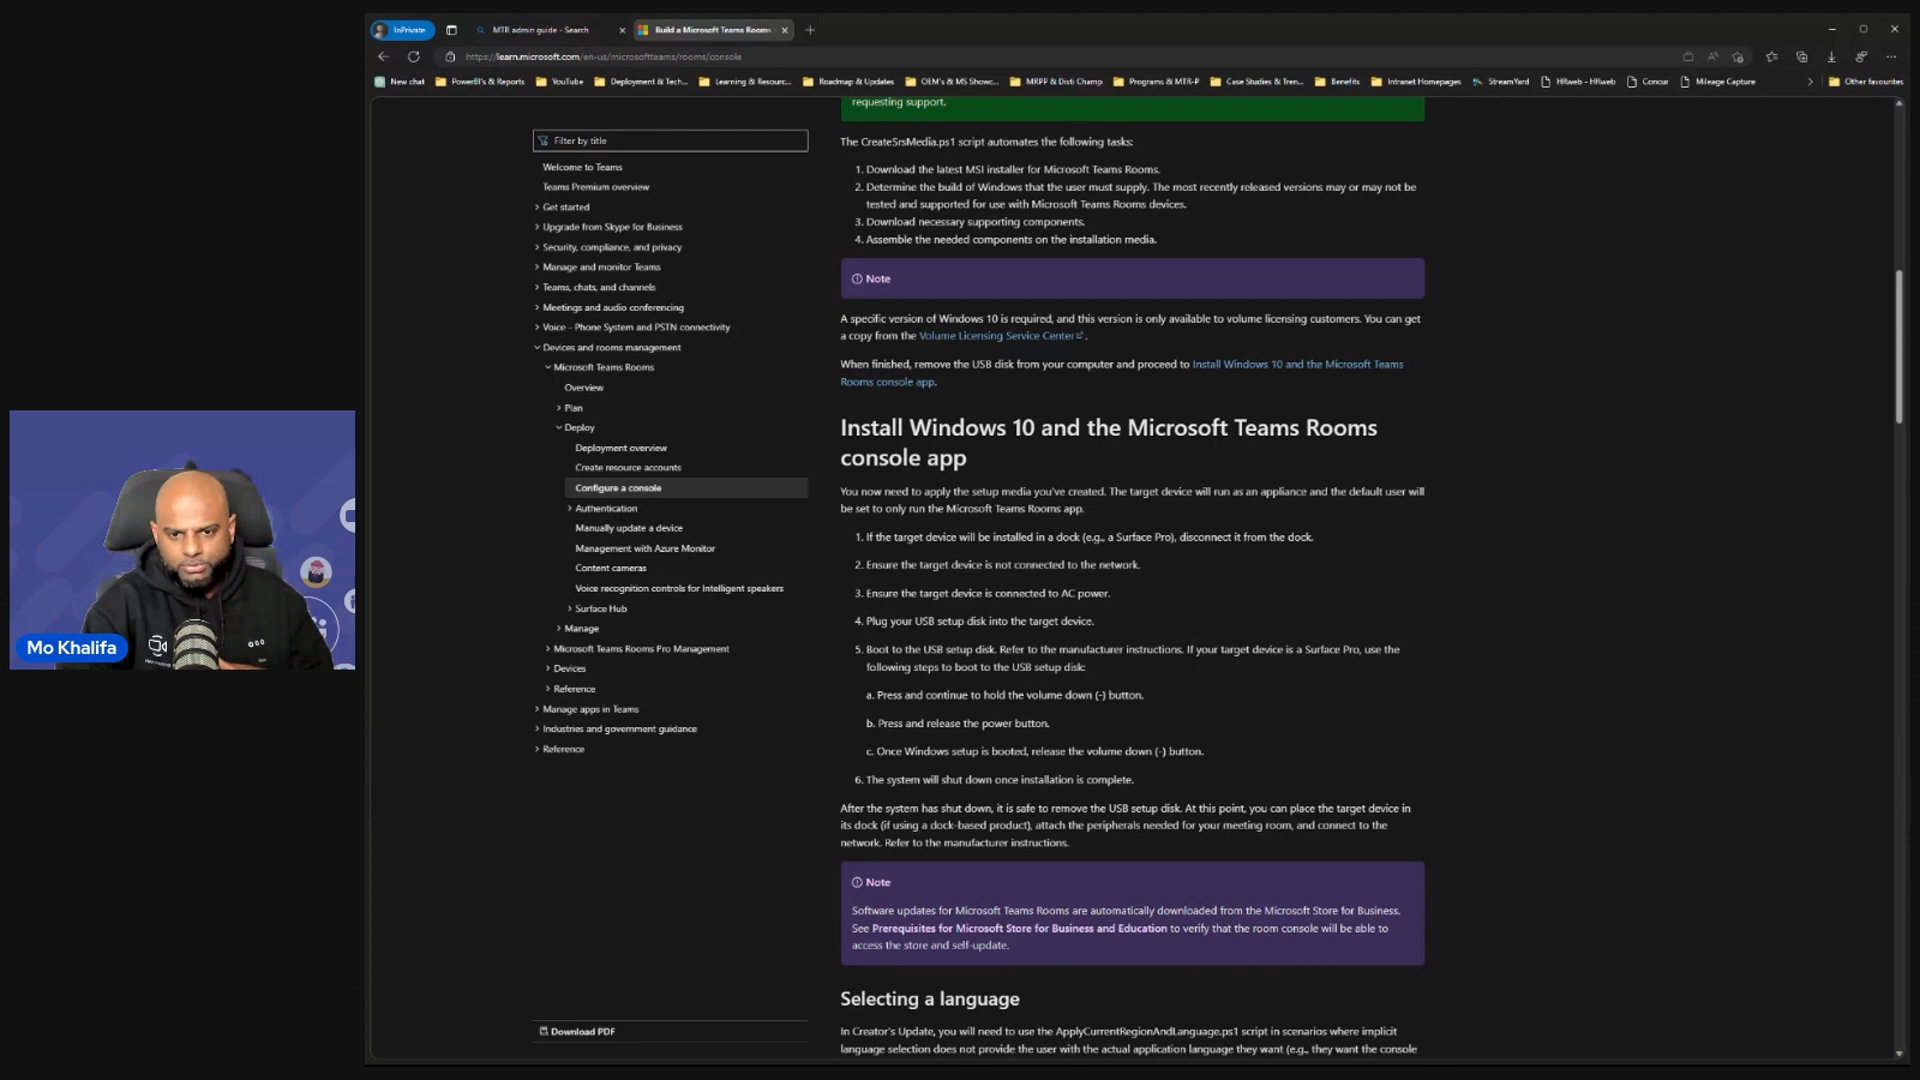 InPrivate
MTR admin guide - Search
Build a Microsoft Teams Rooms
https://learn.microsoft.com/en-us/microsoftteams/rooms/console
New chat
PowerBI's & Reports
YouTube
Deployment & Tech...
Learning & Resourc...
Roadmap & Updates
OEM's & MS Showc...
MRPP & Disti Champ
Programs & MTR-P
Case Studies & Tren...
Benefits
Intranet Homepages
StreamYard
HRweb - HRweb
Concur
Mileage Capture
Other favourites
Filter by title
Welcome to Teams
Teams Premium overview
Get started
Upgrade from Skype for Business
Security, compliance, and privacy
Manage and monitor Teams
Teams, chats, and channels
Meetings and audio conferencing
Voice - Phone System and PSTN connectivity
Devices and rooms management
Microsoft Teams Rooms
Overview
Plan
Deploy
Deployment overview
Create resource accounts
Configure a console
Authentication
Manually update a device
Management with Azure Monitor
Content cameras
Voice recognition controls for Intelligent speakers
Surface Hub
Manage
Microsoft Teams Rooms Pro Management
Devices
Reference
Manage apps in Teams
Industries and government guidance
Reference
Download PDF
requesting support.
The CreateSrsMedia.ps1 script automates the following tasks:
1. Download the latest MSI installer for Microsoft Teams Rooms.
2. Determine the build of Windows that the user must supply. The most recently released versions may or may not be
tested and supported for use with Microsoft Teams Rooms devices.
3. Download necessary supporting components.
4. Assemble the needed components on the installation media.
Note
A specific version of Windows 10 is required, and this version is only available to volume licensing customers. You can get
a copy from the Volume Licensing Service Center.
When finished, remove the USB disk from your computer and proceed to Install Windows 10 and the Microsoft Teams
Rooms console app.
Install Windows 10 and the Microsoft Teams Rooms
console app
You now need to apply the setup media you've created. The target device will run as an appliance and the default user will
be set to only run the Microsoft Teams Rooms app.
1. If the target device will be installed in a dock (e.g., a Surface Pro), disconnect it from the dock.
2. Ensure the target device is not connected to the network.
3. Ensure the target device is connected to AC power.
4. Plug your USB setup disk into the target device.
5. Boot to the USB setup disk. Refer to the manufacturer instructions. If your target device is a Surface Pro, use the
following steps to boot to the USB setup disk:
a. Press and continue to hold the volume down (-) button.
b. Press and release the power button.
c. Once Windows setup is booted, release the volume down (-) button.
6. The system will shut down once installation is complete.
After the system has shut down, it is safe to remove the USB setup disk. At this point, you can place the target device in
its dock (if using a dock-based product), attach the peripherals needed for your meeting room, and connect to the
network. Refer to the manufacturer instructions.
Note
Software updates for Microsoft Teams Rooms are automatically downloaded from the Microsoft Store for Business.
See Prerequisites for Microsoft Store for Business and Education to verify that the room console will be able to
access the store and self-update.
Selecting a language
In Creator's Update, you will need to use the ApplyCurrentRegionAndLanguage.ps1 script in scenarios where implicit
language selection does not provide the user with the actual application language they want (e.g., they want the console
Mo Khalifa